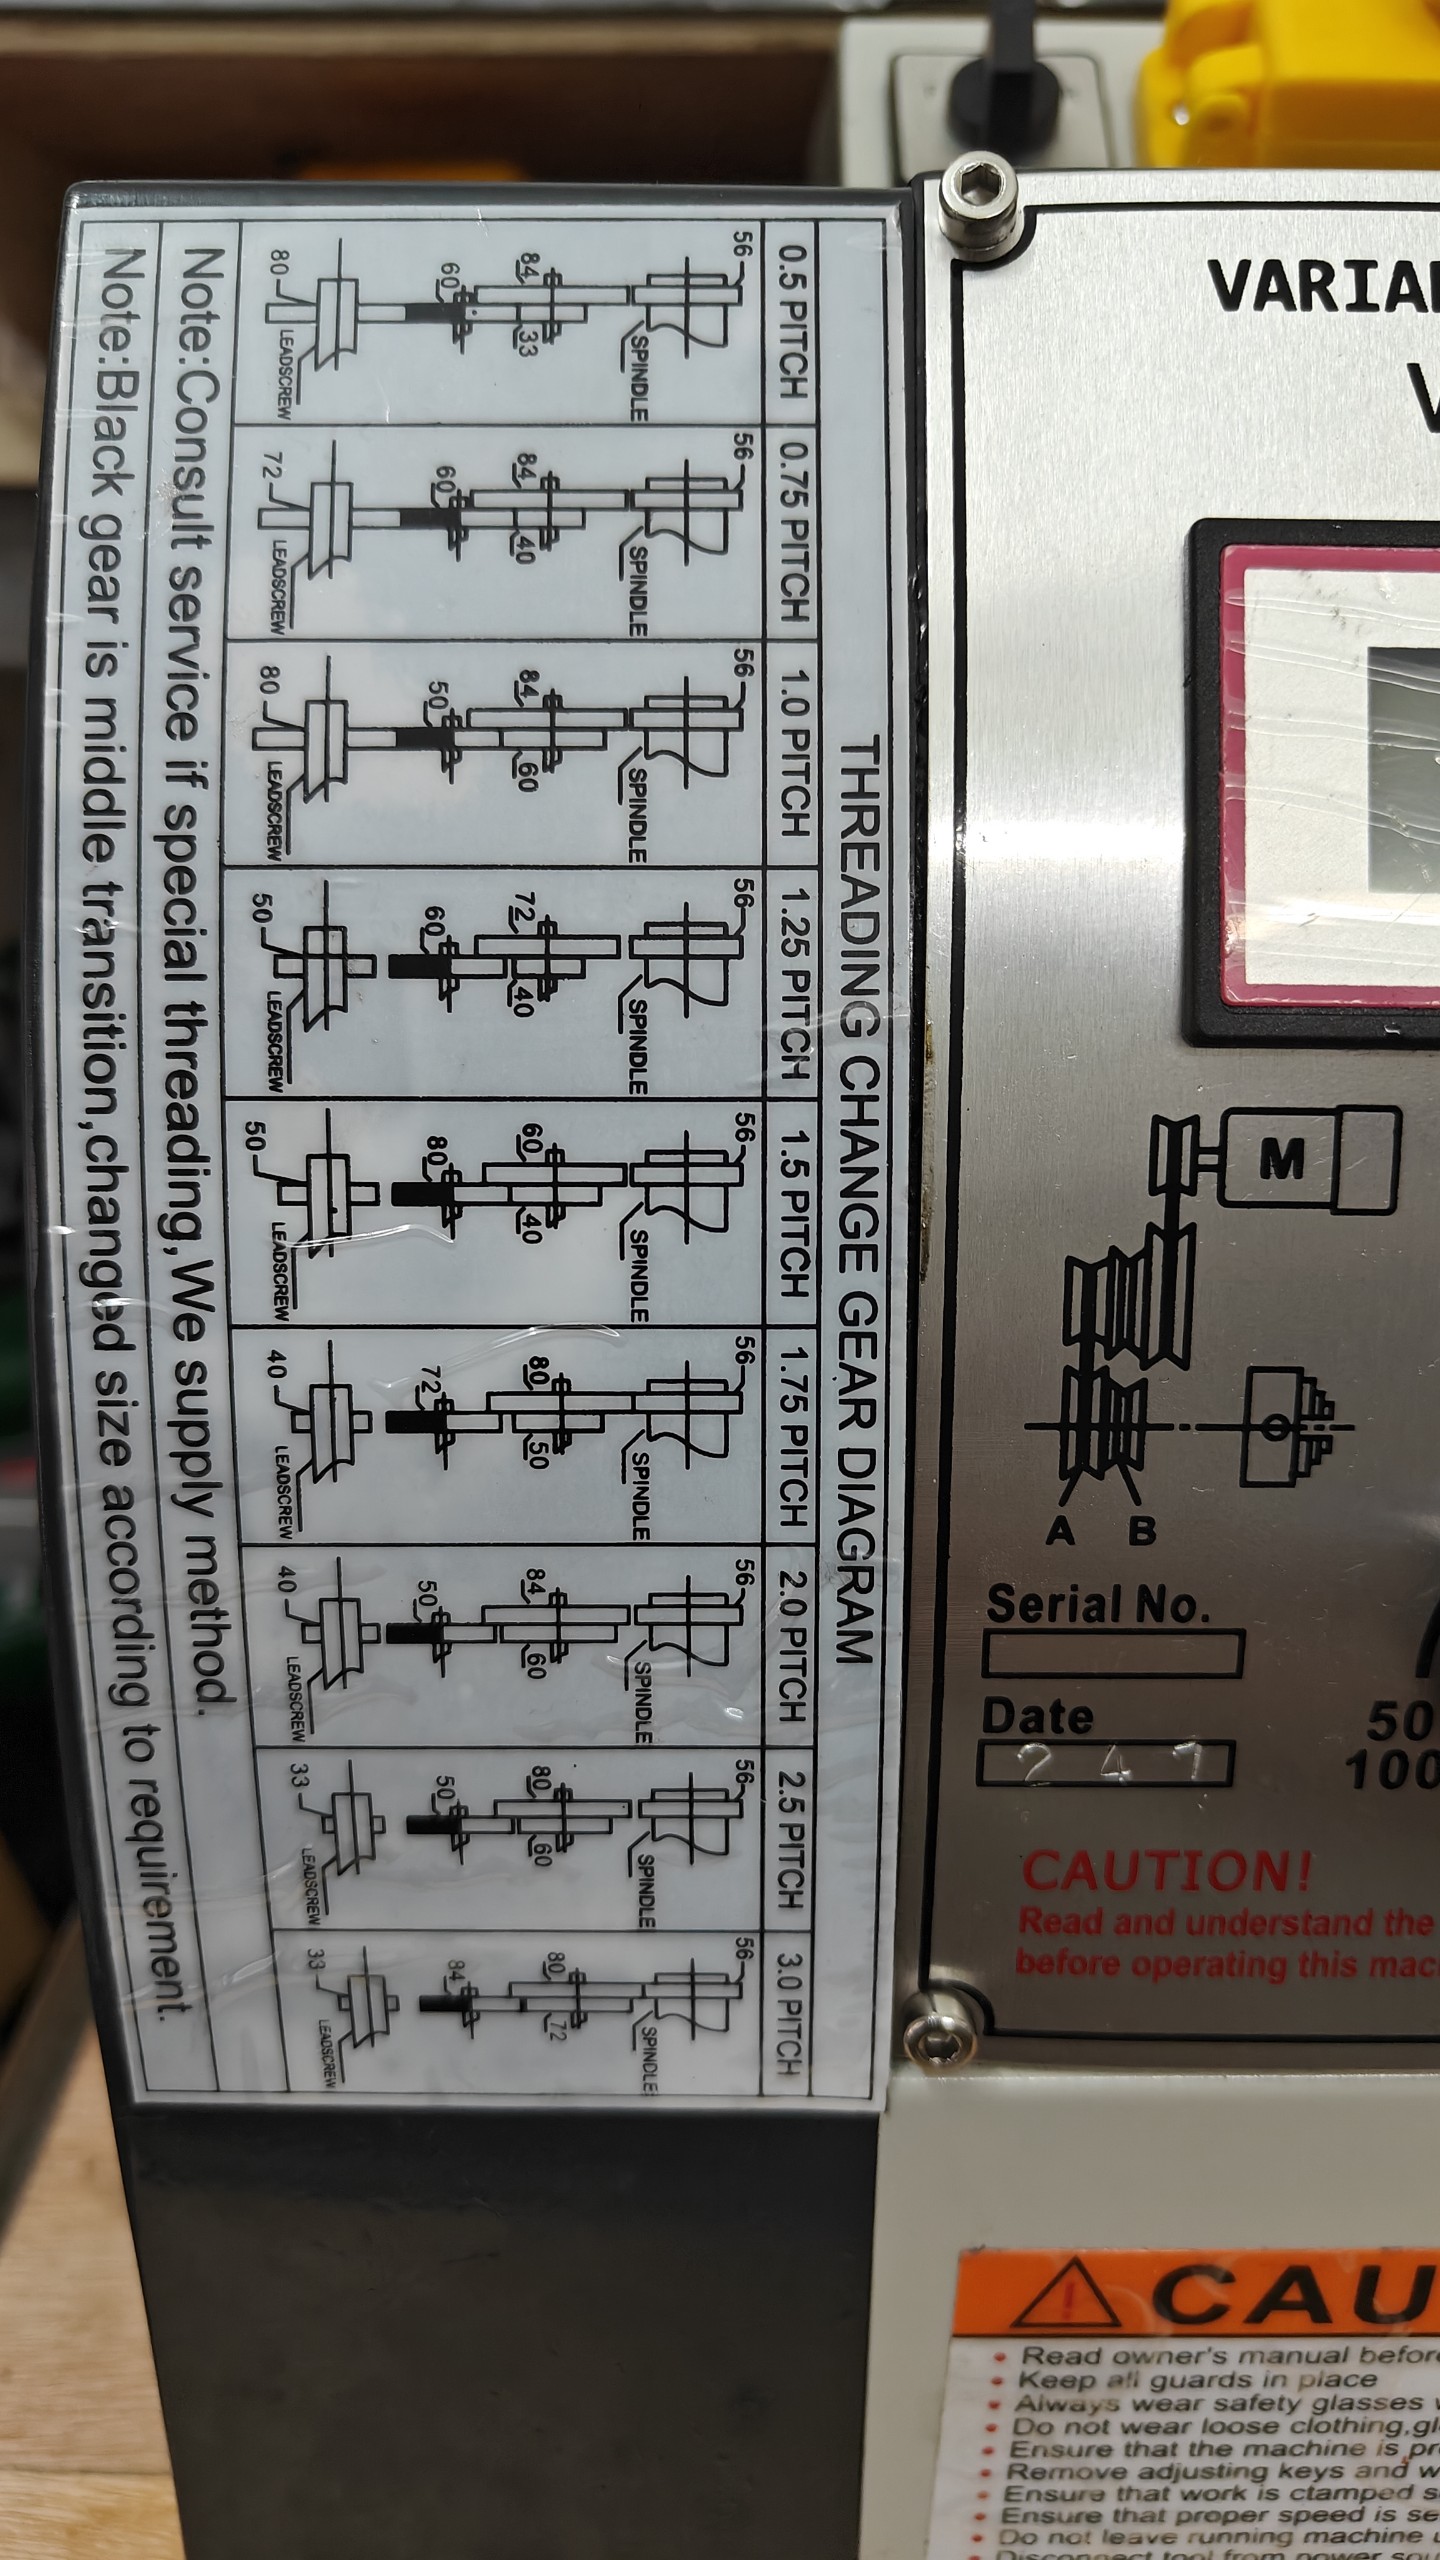 THREADING CHANGE GEAR DIAGRAM
0.5 PITCH
56
SPINDLE
84
33
60
80
LEADSCREW
0.75 PITCH
56
SPINDLE
84
40
60
72
LEADSCREW
1.0 PITCH
56
SPINDLE
84
60
50
80
LEADSCREW
1.25 PITCH
56
SPINDLE
72
40
60
50
LEADSCREW
1.5 PITCH
56
SPINDLE
60
40
80
50
LEADSCREW
1.75 PITCH
56
SPINDLE
80
50
72
40
LEADSCREW
2.0 PITCH
56
SPINDLE
84
60
50
40
LEADSCREW
2.5 PITCH
56
SPINDLE
80
60
50
33
LEADSCREW
3.0 PITCH
56
SPINDLE
80
72
84
33
LEADSCREW
Note:Consult service if special threading,We supply method.
Note:Black gear is middle transition,changed size according to requirement.
VARIA
V
M
A B
Serial No.
Date
2 4 1
50
100
CAUTION!
Read and understand the
before operating this mac
CAU
• Read owner's manual before
• Keep all guards in place
• Always wear safety glasses
• Do not wear loose clothing,gl
• Ensure that the machine is pr
• Remove adjusting keys and w
• Ensure that work is clamped s
• Ensure that proper speed is se
• Do not leave running machine u
• Disconnect tool from power sou